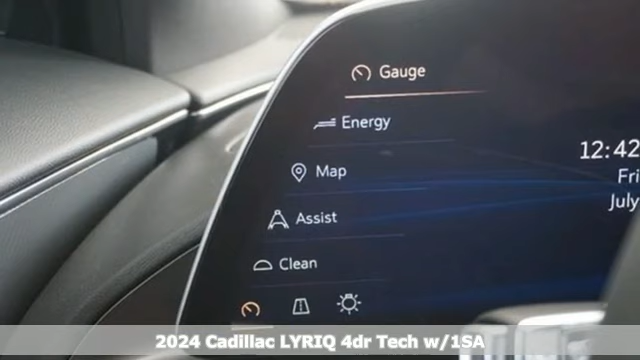 Gauge
Energy
12:42
Map
Fri
July
Assist
Clean
2024 Cadillac LYRIQ 4dr Tech w/1SA